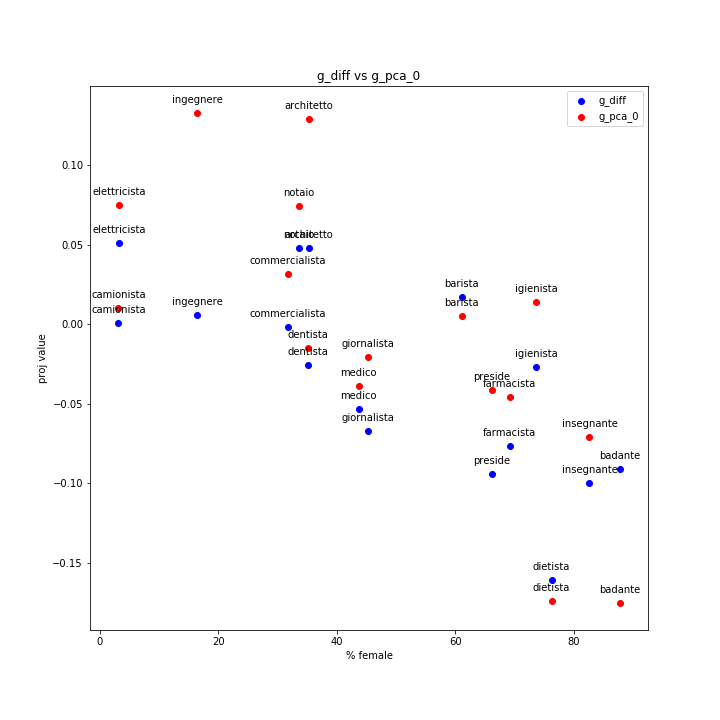 g_diff vs g_pca_0
g_diff
g_pca_0
ingegnere
architetto
elettricista
notaio
elettricista
notaio
architetto
commercialista
barista
igienista
camionista
ingegnere
barista
camionista
commercialista
dentista
giornalista
dentista
igienista
medico
preside
farmacista
medico
giornalista
insegnante
farmacista
preside
badante
insegnante
dietista
dietista
badante
0.10
0.05
0.00
−0.05
−0.10
−0.15
proj value
0
20
40
60
80
% female